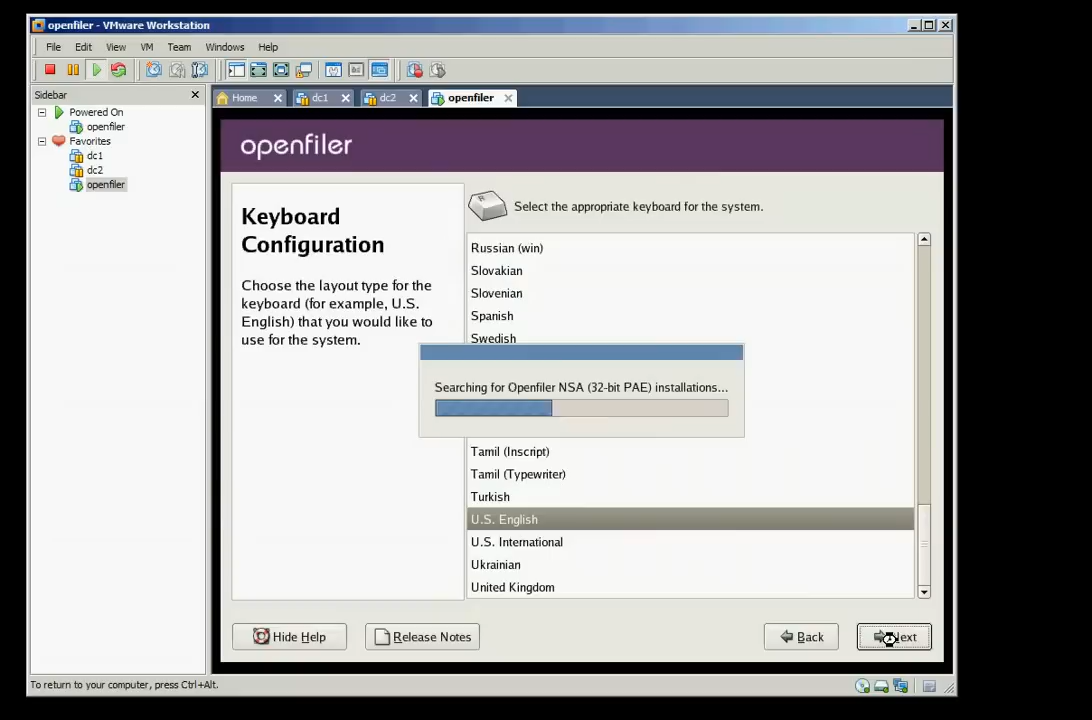 openfiler - VMware Workstation
File Edit View VM Team Windows Help
Sidebar
Powered On
openfiler
Favorites
dc1
dc2
openfiler
Home dc1 dc2 openfiler
openfiler
Keyboard
Configuration
Choose the layout type for the
keyboard (for example, U.S.
English) that you would like to
use for the system.
Select the appropriate keyboard for the system.
Russian (win)
Slovakian
Slovenian
Spanish
Swedish
Searching for Openfiler NSA (32-bit PAE) installations...
Tamil (Inscript)
Tamil (Typewriter)
Turkish
U.S. English
U.S. International
Ukrainian
United Kingdom
Hide Help
Release Notes
Back
Next
To return to your computer, press Ctrl+Alt.